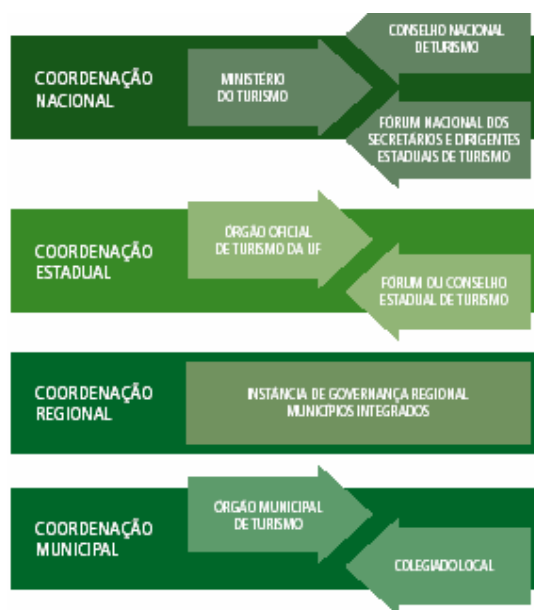 COORDENAÇÃO
NACIONAL
MINISTÉRIO
DO TURISMO
CONSELHO NACIONAL
DE TURISMO
FÓRUM NACIONAL DOS
SECRETÁRIOS E DIRIGENTES
ESTADUAIS DE TURISMO
COORDENAÇÃO
ESTADUAL
ÓRGÃO OFICIAL
DE TURISMO DA UF
FÓRUM OU CONSELHO
ESTADUAL DE TURISMO
COORDENAÇÃO
REGIONAL
INSTÂNCIA DE GOVERNANÇA REGIONAL
MUNICÍPIOS INTEGRADOS
COORDENAÇÃO
MUNICIPAL
ÓRGÃO MUNICIPAL
DE TURISMO
COLEGIADO LOCAL